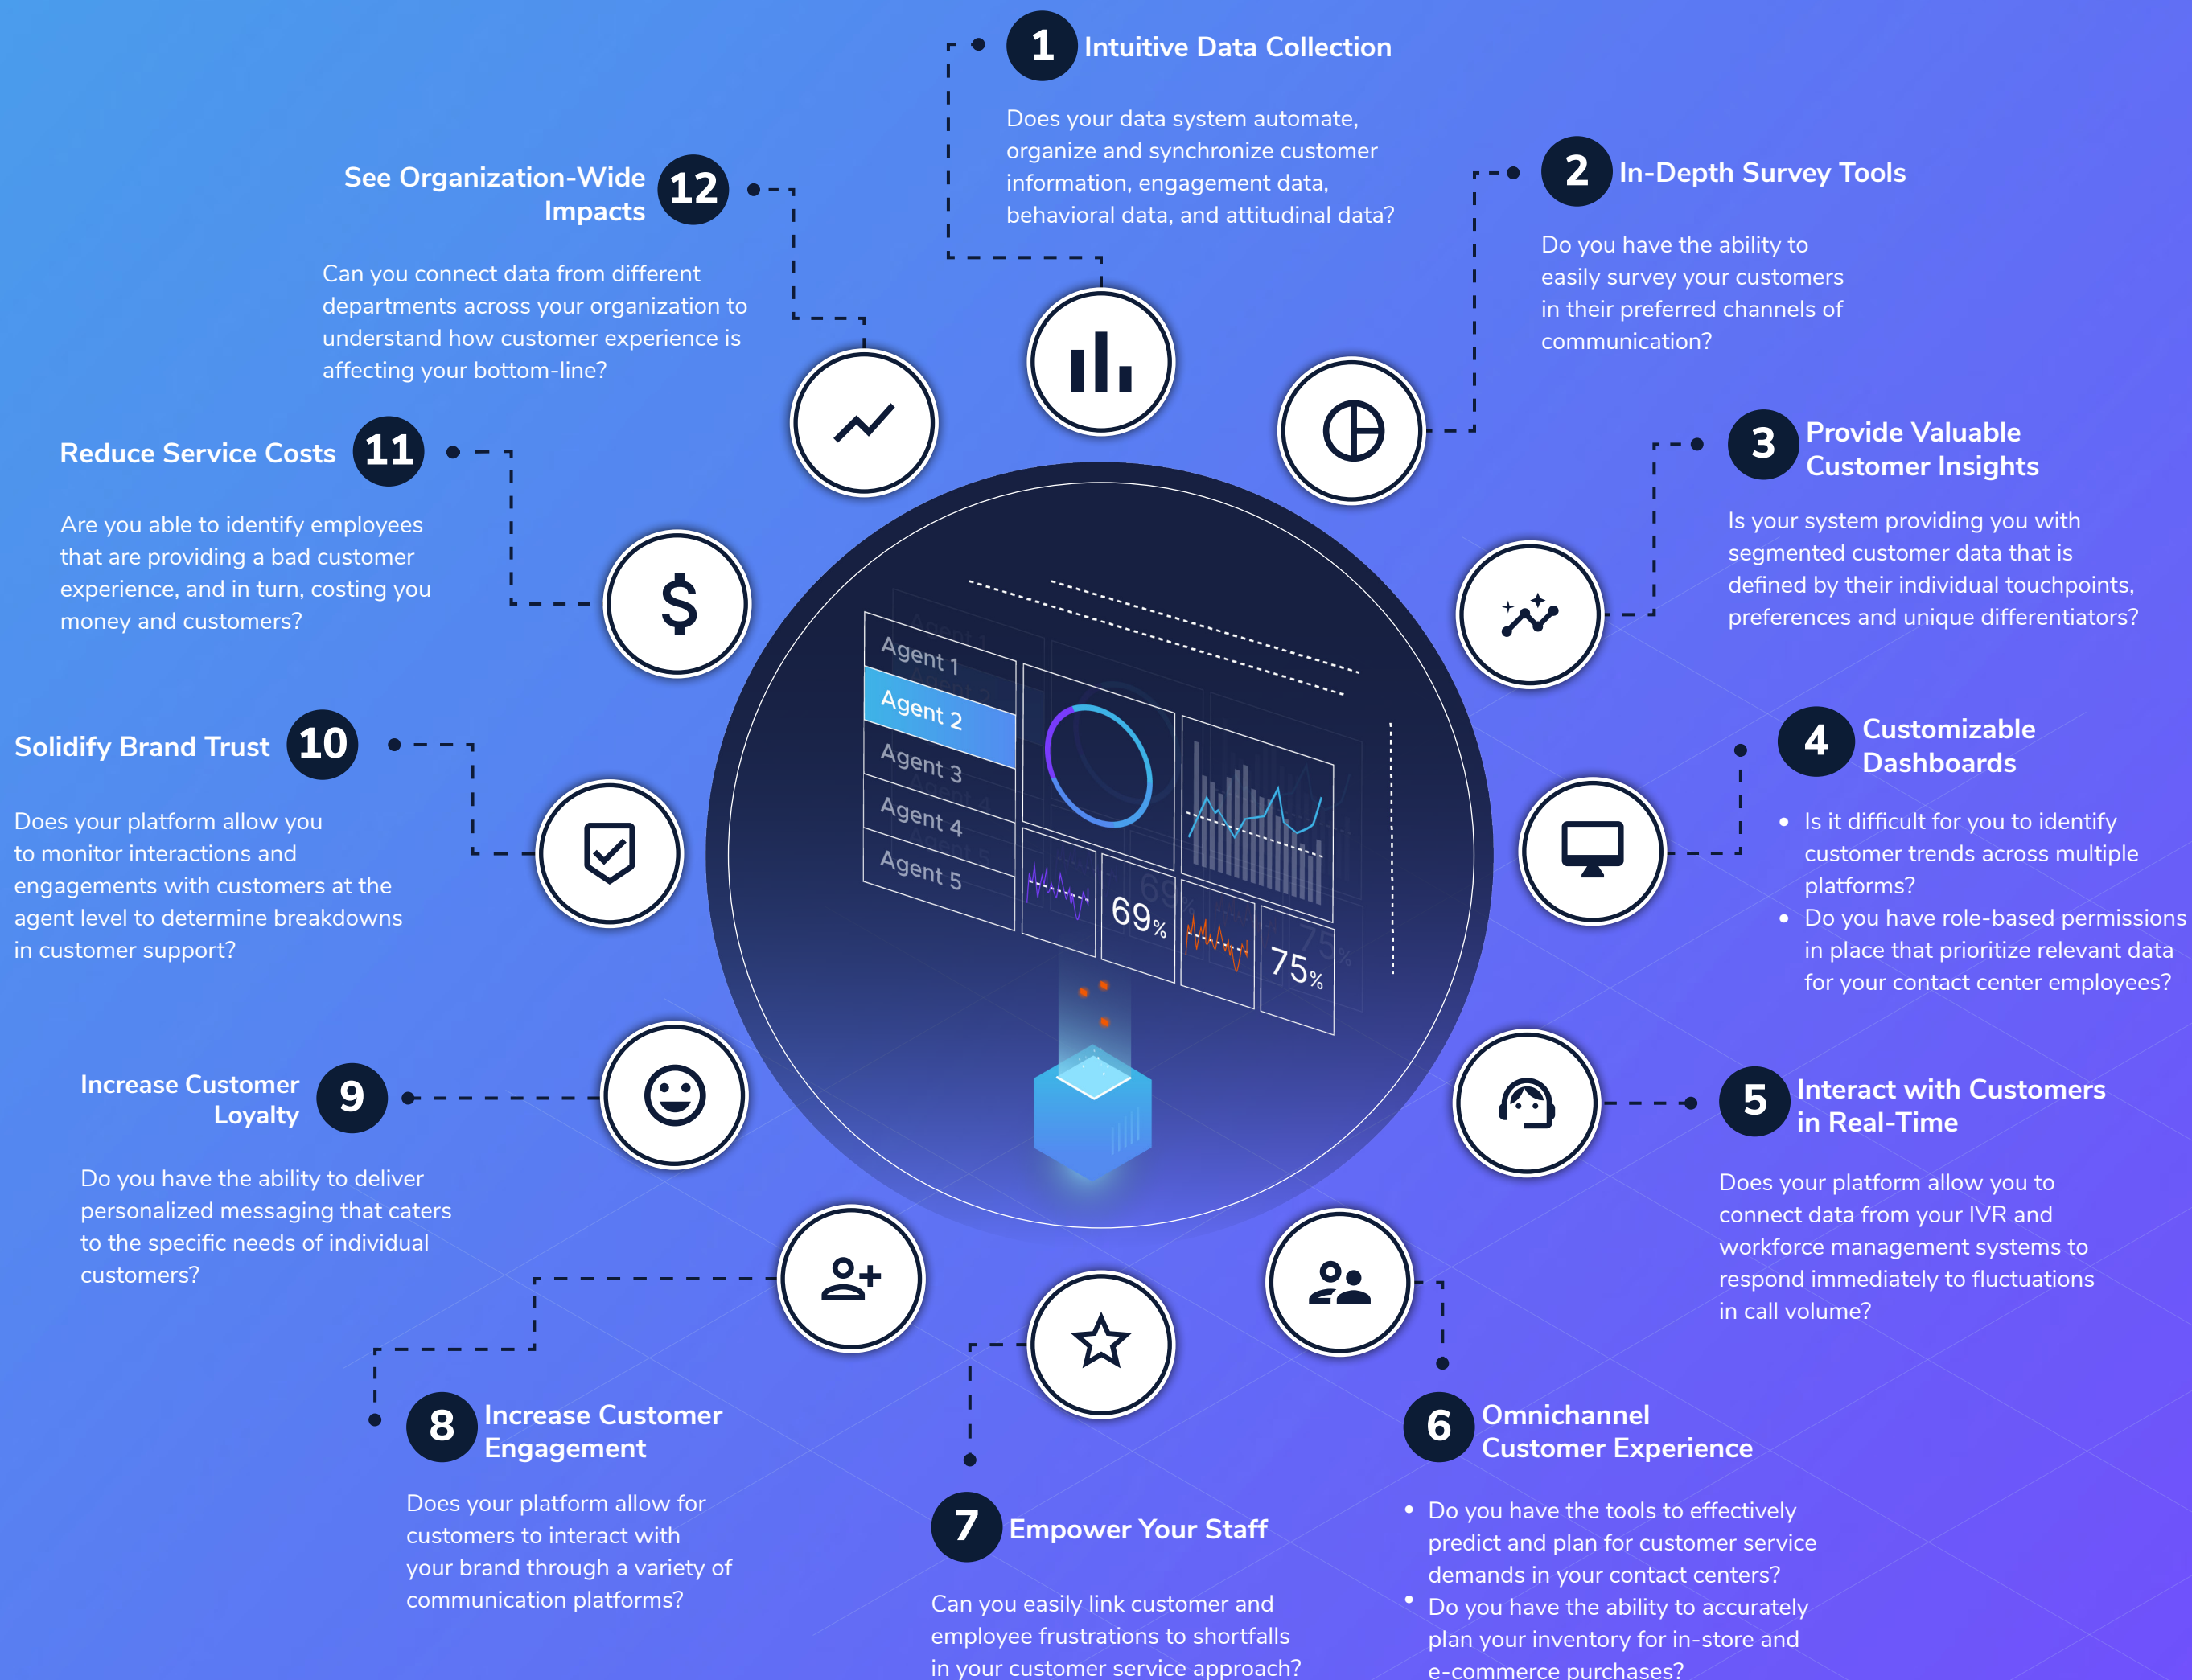 1
Intuitive Data Collection
Does your data system automate,
organize and synchronize customer
information, engagement data,
behavioral data, and attitudinal data?
2
In-Depth Survey Tools
Do you have the ability to
easily survey your customers
in their preferred channels of
communication?
3
Provide Valuable
Customer Insights
Is your system providing you with
segmented customer data that is
defined by their individual touchpoints,
preferences and unique differentiators?
4
Customizable
Dashboards
• Is it difficult for you to identify
customer trends across multiple
platforms?
• Do you have role-based permissions
in place that prioritize relevant data
for your contact center employees?
5
Interact with Customers
in Real-Time
Does your platform allow you to
connect data from your IVR and
workforce management systems to
respond immediately to fluctuations
in call volume?
6
Omnichannel
Customer Experience
• Do you have the tools to effectively
predict and plan for customer service
demands in your contact centers?
• Do you have the ability to accurately
plan your inventory for in-store and
e-commerce purchases?
7
Empower Your Staff
Can you easily link customer and
employee frustrations to shortfalls
in your customer service approach?
8
Increase Customer
Engagement
Does your platform allow for
customers to interact with
your brand through a variety of
communication platforms?
9
Increase Customer
Loyalty
Do you have the ability to deliver
personalized messaging that caters
to the specific needs of individual
customers?
10
Solidify Brand Trust
Does your platform allow you
to monitor interactions and
engagements with customers at the
agent level to determine breakdowns
in customer support?
11
Reduce Service Costs
Are you able to identify employees
that are providing a bad customer
experience, and in turn, costing you
money and customers?
12
See Organization-Wide
Impacts
Can you connect data from different
departments across your organization to
understand how customer experience is
affecting your bottom-line?
$
Agent 1
Agent 2
Agent 3
Agent 4
Agent 5
69%
75%